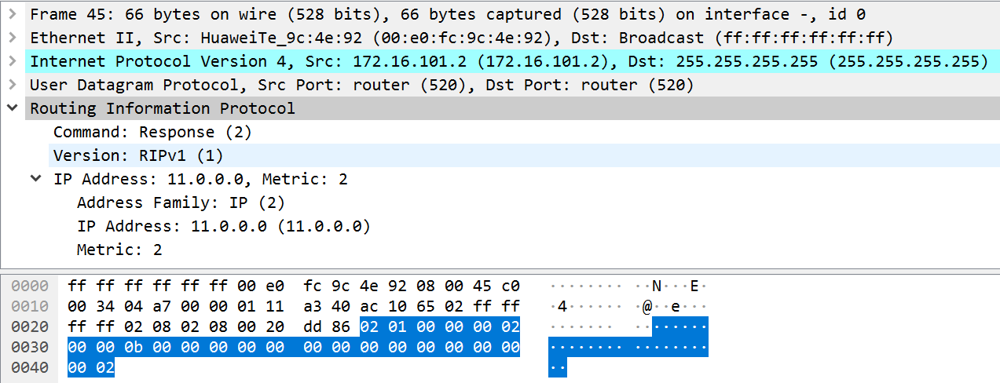 Frame 45: 66 bytes on wire (528 bits), 66 bytes captured (528 bits) on interface -, id 0
Ethernet II, Src: HuaweiTe_9c:4e:92 (00:e0:fc:9c:4e:92), Dst: Broadcast (ff:ff:ff:ff:ff:ff)
Internet Protocol Version 4, Src: 172.16.101.2 (172.16.101.2), Dst: 255.255.255.255 (255.255.255.255)
User Datagram Protocol, Src Port: router (520), Dst Port: router (520)
Routing Information Protocol
Command: Response (2)
Version: RIPv1 (1)
IP Address: 11.0.0.0, Metric: 2
Address Family: IP (2)
IP Address: 11.0.0.0 (11.0.0.0)
Metric: 2
0000 ff ff ff ff ff ff 00 e0 fc 9c 4e 92 08 00 45 c0 ········ ··N···E·
0010 00 34 04 a7 00 00 01 11 a3 40 ac 10 65 02 ff ff ·4······ ·@··e···
0020 ff ff 02 08 02 08 00 20 dd 86 02 01 00 00 00 02 ······· ········
0030 00 00 0b 00 00 00 00 00 00 00 00 00 00 00 00 00 ········ ········
0040 00 02 ··